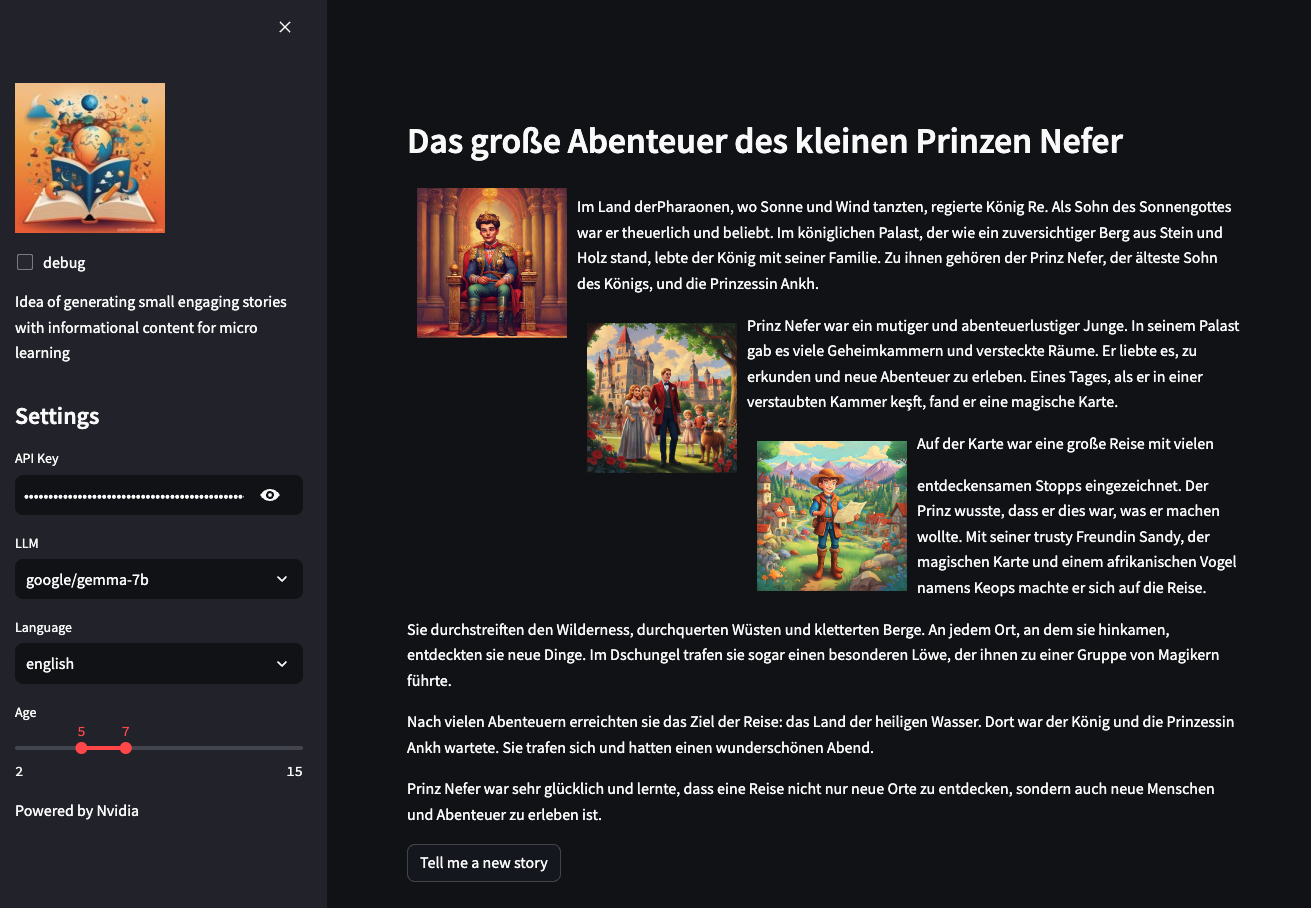 debug
Idea of generating small engaging stories
with informational content for micro
learning
Settings
API Key
LLM
google/gemma-7b
Language
english
Age
5 7
2 15
Powered by Nvidia
Das große Abenteuer des kleinen Prinzen Nefer
Im Land derPharaonen, wo Sonne und Wind tanzten, regierte König Re. Als Sohn des Sonnengottes
war er theuerlich und beliebt. Im königlichen Palast, der wie ein zuversichtiger Berg aus Stein und
Holz stand, lebte der König mit seiner Familie. Zu ihnen gehören der Prinz Nefer, der älteste Sohn
des Königs, und die Prinzessin Ankh.
Prinz Nefer war ein mutiger und abenteuerlustiger Junge. In seinem Palast
gab es viele Geheimkammern und versteckte Räume. Er liebte es, zu
erkunden und neue Abenteuer zu erleben. Eines Tages, als er in einer
verstaubten Kammer keşft, fand er eine magische Karte.
Auf der Karte war eine große Reise mit vielen
entdeckensamen Stopps eingezeichnet. Der
Prinz wusste, dass er dies war, was er machen
wollte. Mit seiner trusty Freundin Sandy, der
magischen Karte und einem afrikanischen Vogel
namens Keops machte er sich auf die Reise.
Sie durchstreiften den Wilderness, durchquerten Wüsten und kletterten Berge. An jedem Ort, an dem sie hinkamen,
entdeckten sie neue Dinge. Im Dschungel trafen sie sogar einen besonderen Löwe, der ihnen zu einer Gruppe von Magikern
führte.
Nach vielen Abenteuern erreichten sie das Ziel der Reise: das Land der heiligen Wasser. Dort war der König und die Prinzessin
Ankh wartete. Sie trafen sich und hatten einen wunderschönen Abend.
Prinz Nefer war sehr glücklich und lernte, dass eine Reise nicht nur neue Orte zu entdecken, sondern auch neue Menschen
und Abenteuer zu erleben ist.
Tell me a new story